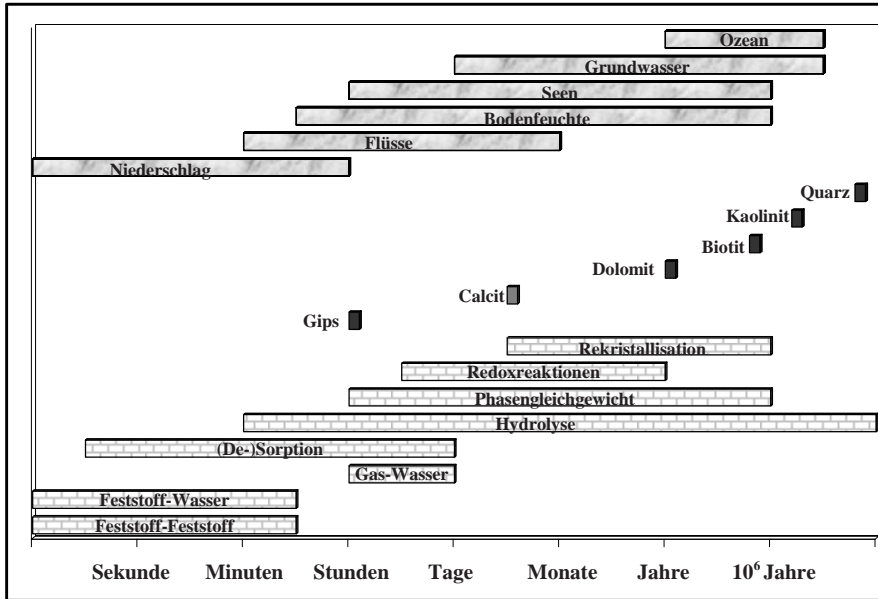 Ozean
Grundwasser
Seen
Bodenfeuchte
Flüsse
Niederschlag
Quarz
Kaolinit
Biotit
Dolomit
Calcit
Gips
Rekristallisation
Redoxreaktionen
Phasengleichgewicht
Hydrolyse
(De-)Sorption
Gas-Wasser
Feststoff-Wasser
Feststoff-Feststoff
Sekunde Minuten Stunden Tage Monate Jahre 10⁶ Jahre